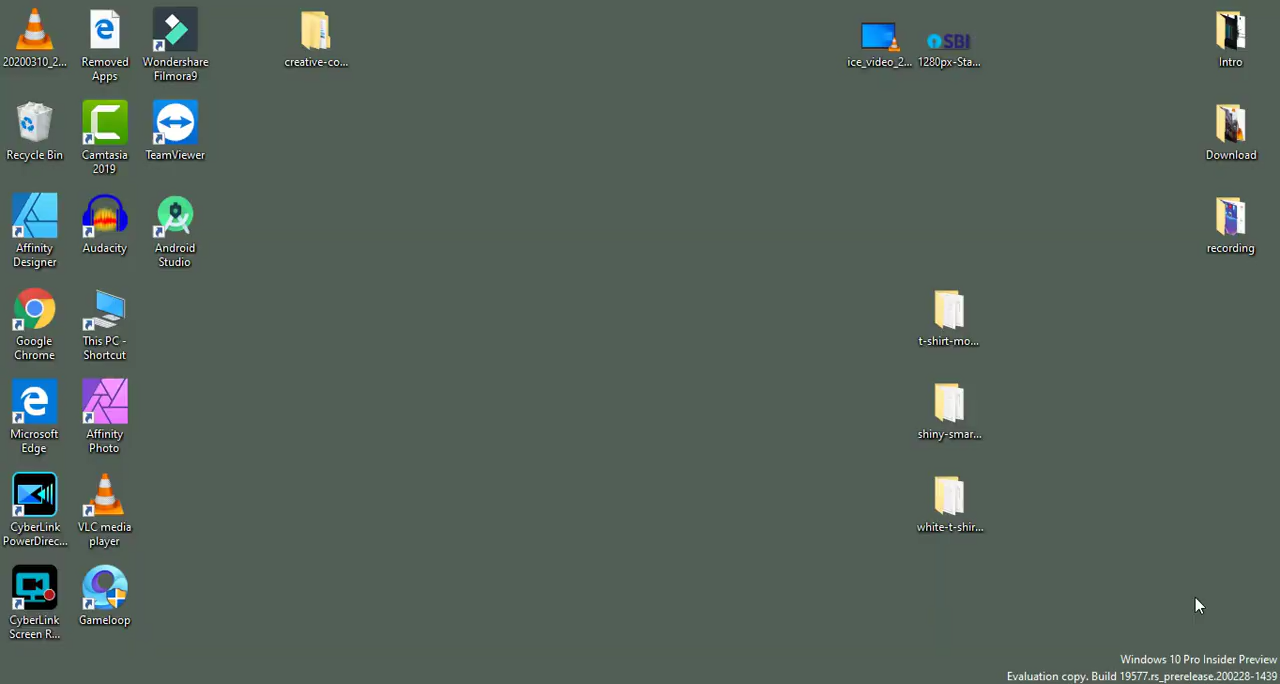 20200310_2...
Removed
Apps
Wondershare
Filmora9
creative-co...
ice_video_2...
SBI
1280px-Sta...
Intro
Recycle Bin
Camtasia
2019
TeamViewer
Download
Affinity
Designer
Audacity
Android
Studio
recording
Google
Chrome
This PC -
Shortcut
t-shirt-mo...
Microsoft
Edge
Affinity
Photo
shiny-smar...
CyberLink
PowerDirec...
VLC media
player
white-t-shir...
CyberLink
Screen R...
Gameloop
Windows 10 Pro Insider Preview
Evaluation copy. Build 19577.rs_prerelease.200228-1439